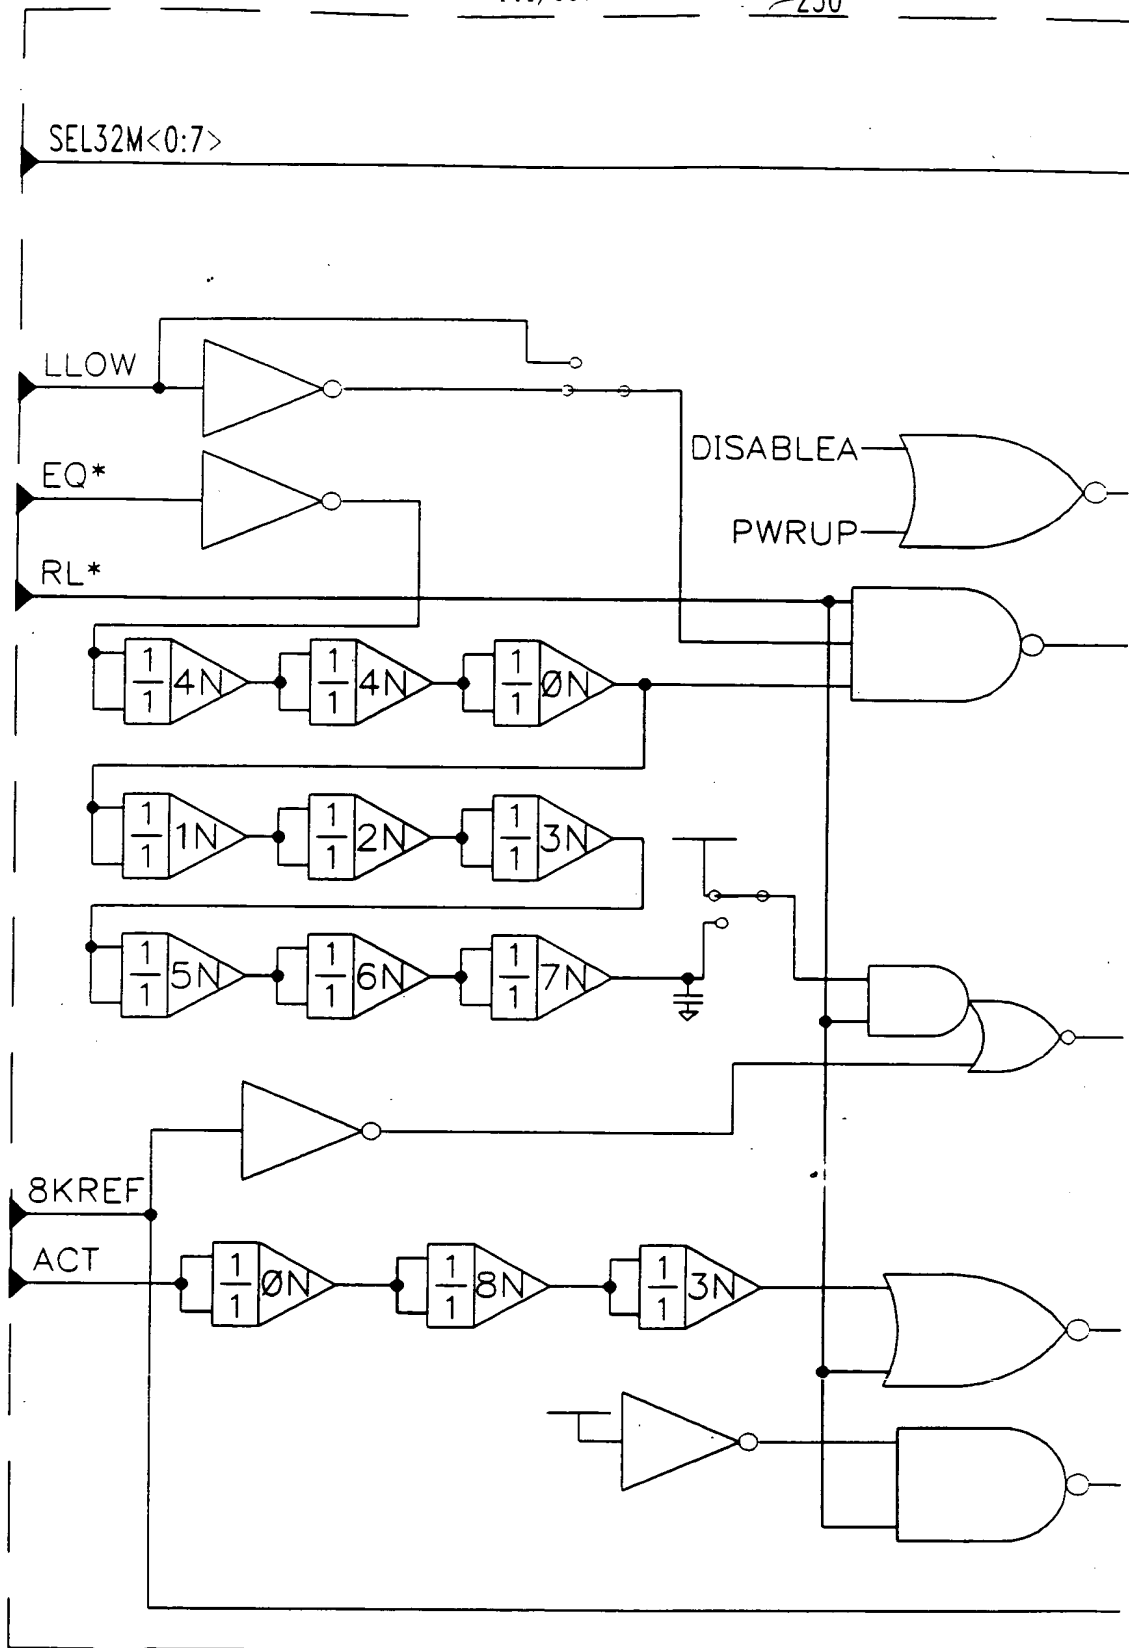 230
SEL32M<0:7>
LLOW
EQ*
DISABLEA
PWRUP
RL*
1/1 4N 1/1 4N 1/1 ØN
1/1 1N 1/1 2N 1/1 3N
1/1 5N 1/1 6N 1/1 7N
8KREF
ACT
1/1 ØN 1/1 8N 1/1 3N